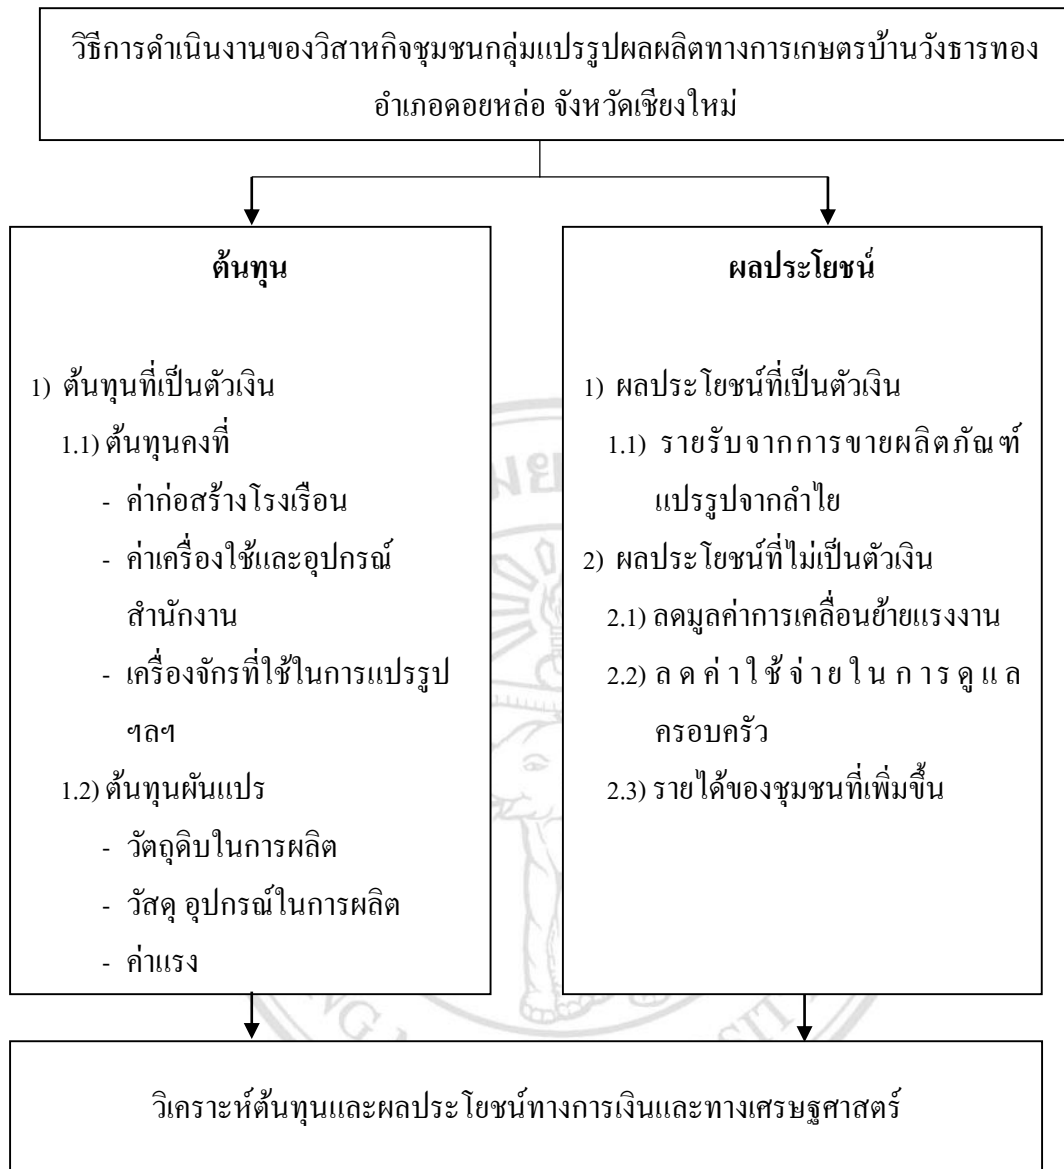 วิธีการดำเนินงานของวิสาหกิจชุมชนกลุ่มแปรรูปผลผลิตทางการเกษตรบ้านวังธารทอง
อำเภอดอยหล่อ จังหวัดเชียงใหม่
ต้นทุน
1) ต้นทุนที่เป็นตัวเงิน
1.1) ต้นทุนคงที่
- ค่าก่อสร้างโรงเรือน
- ค่าเครื่องใช้และอุปกรณ์
สำนักงาน
- เครื่องจักรที่ใช้ในการแปรรูป
ฯลฯ
1.2) ต้นทุนผันแปร
- วัตถุดิบในการผลิต
- วัสดุ อุปกรณ์ในการผลิต
- ค่าแรง
ผลประโยชน์
1) ผลประโยชน์ที่เป็นตัวเงิน
1.1) รายรับจากการขายผลิตภัณฑ์
แปรรูปจากลำไย
2) ผลประโยชน์ที่ไม่เป็นตัวเงิน
2.1) ลดมูลค่าการเคลื่อนย้ายแรงงาน
2.2) ลดค่าใช้จ่ายในการดูแล
ครอบครัว
2.3) รายได้ของชุมชนที่เพิ่มขึ้น
วิเคราะห์ต้นทุนและผลประโยชน์ทางการเงินและทางเศรษฐศาสตร์